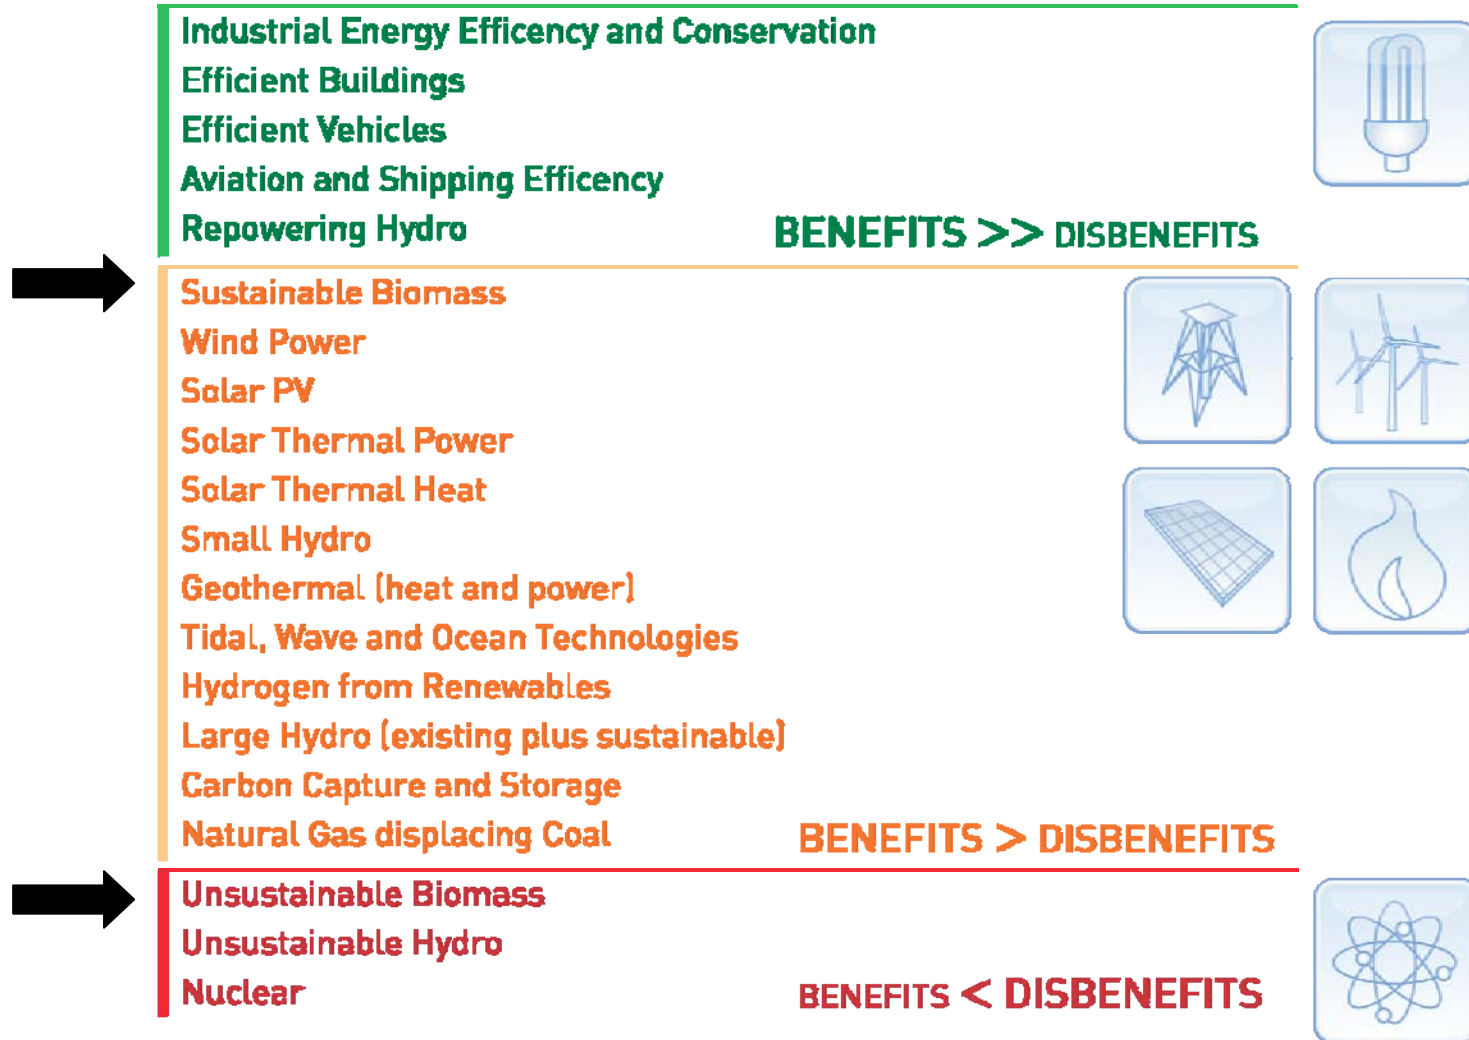 Industrial Energy Efficency and Conservation
Efficient Buildings
Efficient Vehicles
Aviation and Shipping Efficency
Repowering Hydro
BENEFITS >> DISBENEFITS
Sustainable Biomass
Wind Power
Solar PV
Solar Thermal Power
Solar Thermal Heat
Small Hydro
Geothermal (heat and power)
Tidal, Wave and Ocean Technologies
Hydrogen from Renewables
Large Hydro (existing plus sustainable)
Carbon Capture and Storage
Natural Gas displacing Coal
BENEFITS > DISBENEFITS
Unsustainable Biomass
Unsustainable Hydro
Nuclear
BENEFITS < DISBENEFITS